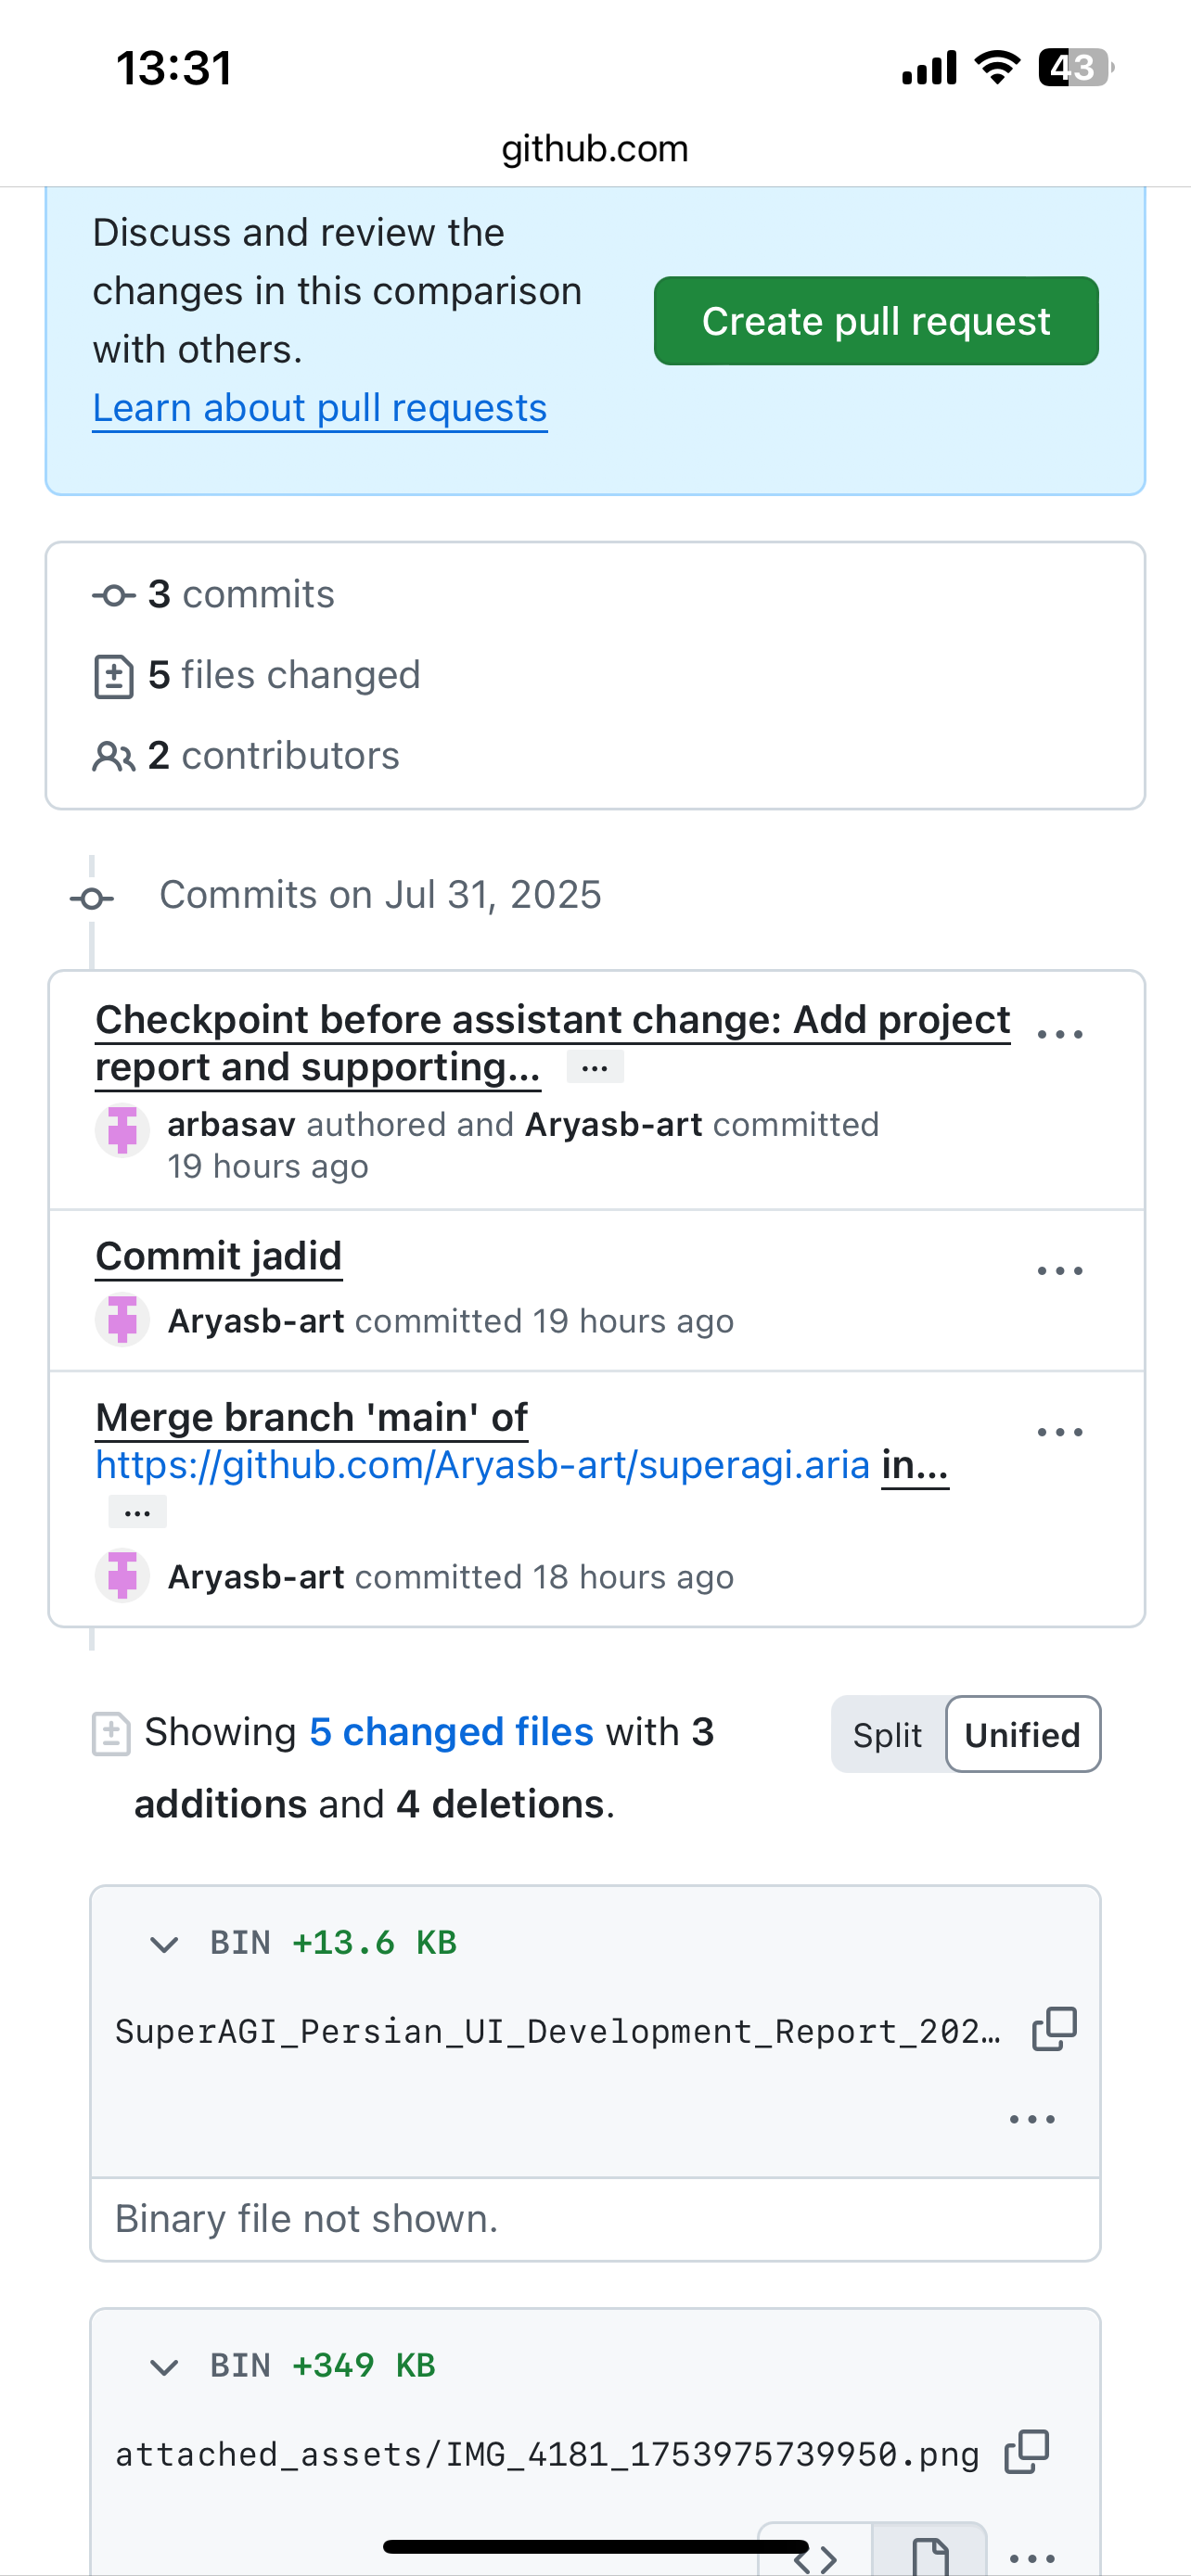 13:31
43
github.com
Discuss and review the
changes in this comparison
with others.
Learn about pull requests
Create pull request
3 commits
5 files changed
2 contributors
Commits on Jul 31, 2025
Checkpoint before assistant change: Add project
report and supporting... ...
arbasav authored and Aryasb-art committed
19 hours ago
Commit jadid
Aryasb-art committed 19 hours ago
Merge branch 'main' of
https://github.com/Aryasb-art/superagi.aria in...
...
Aryasb-art committed 18 hours ago
Showing 5 changed files with 3
additions and 4 deletions.
Split Unified
BIN +13.6 KB
SuperAGI_Persian_UI_Development_Report_202…
Binary file not shown.
BIN +349 KB
attached_assets/IMG_4181_1753975739950.png